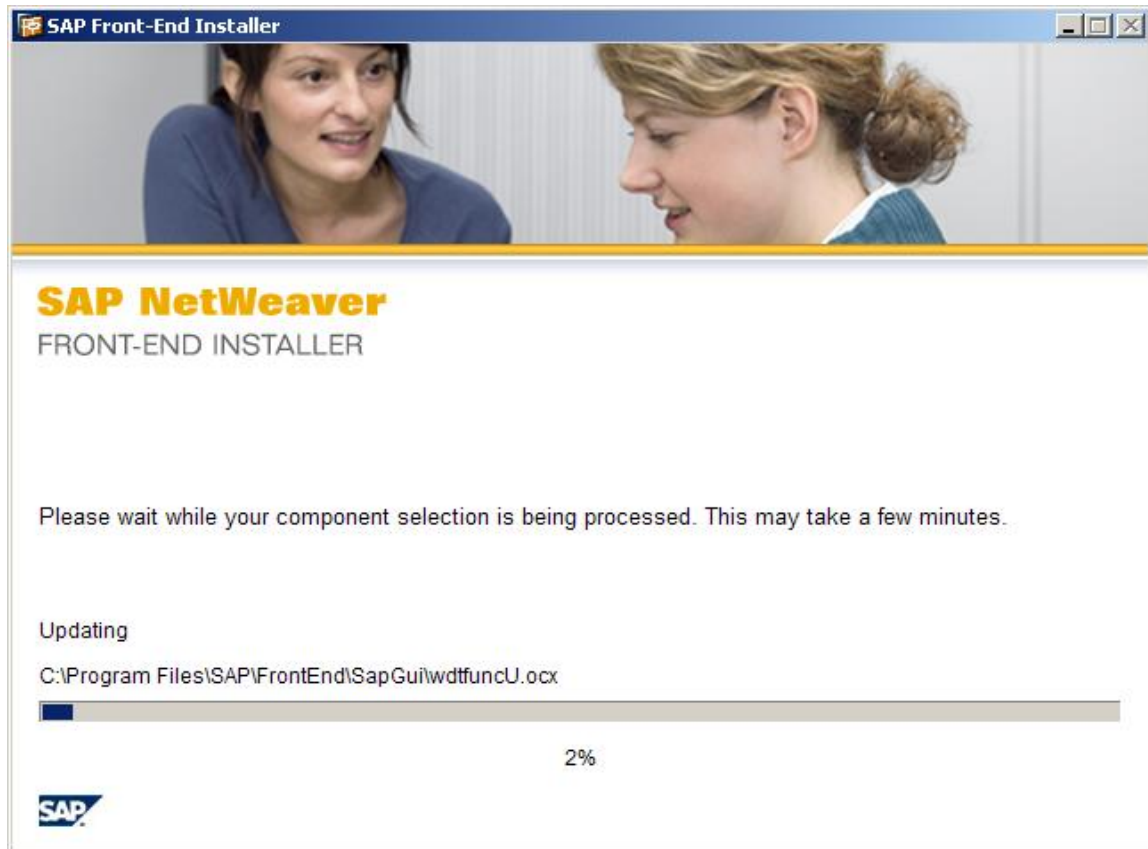 SAP Front-End Installer
SAP NetWeaver
FRONT-END INSTALLER
Please wait while your component selection is being processed. This may take a few minutes.
Updating
C:\Program Files\SAP\FrontEnd\SapGui\wdtfuncU.ocx
2%
SAP